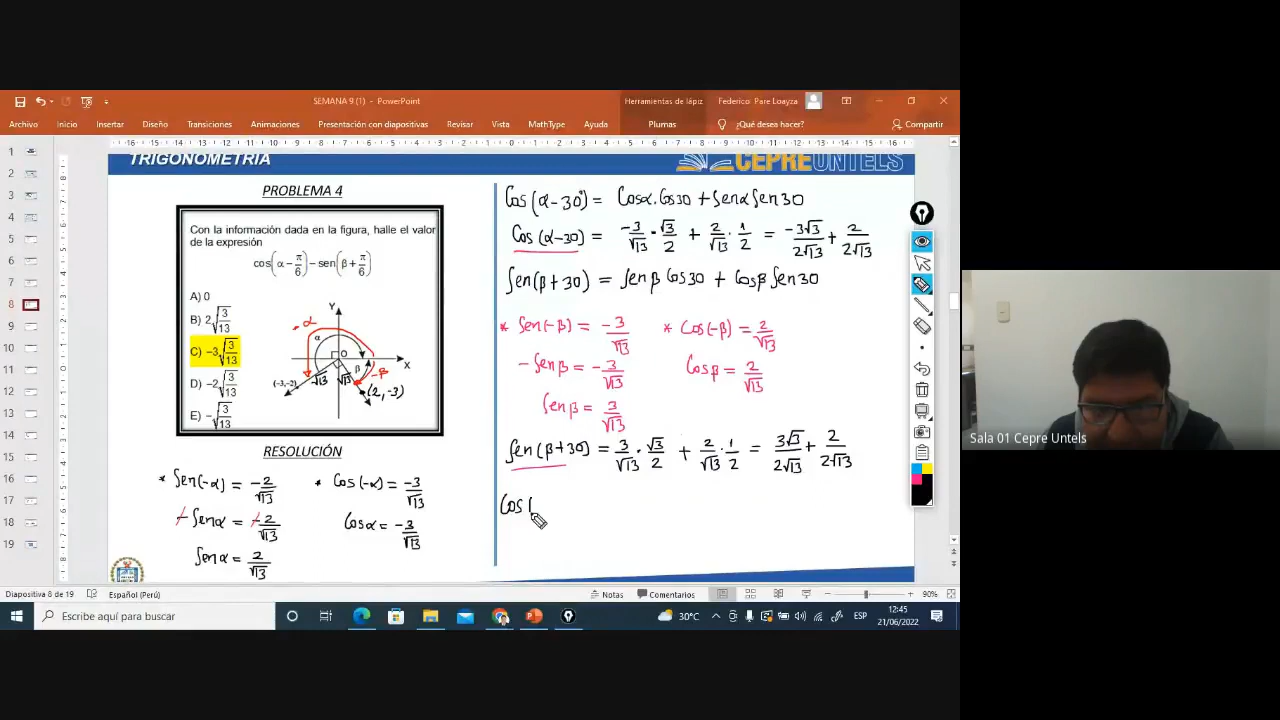 SEMANA 9 (1) - PowerPoint
Herramientas de lápiz
Federico Pare Loayza
Archivo Inicio Insertar Diseño Transiciones Animaciones Presentación con diapositivas Revisar Vista MathType Ayuda Plumas ¿Qué desea hacer? Compartir
TRIGONOMETRÍA
CEPREUNTELS
PROBLEMA 4
Con la información dada en la figura, halle el valor
de la expresión
cos(α − π/6) − sen(β + π/6)
A) 0
B) 2√(3/13)
C) −3√(3/13)
D) −2√(3/13)
E) −√(3/13)
Y
-α
α
O
X
β
-β
(-3,-2)
√13
√13
(2,-3)
RESOLUCIÓN
* Sen(-α) = -2/√13
- Senα = -2/√13
Senα = 2/√13
* Cos(-α) = -3/√13
Cosα = -3/√13
Cos(α-30°) = Cosα.Cos30 + Senα Sen30
Cos(α-30) = -3/√13 · √3/2 + 2/√13 · 1/2 = -3√3/2√13 + 2/2√13
Sen(β+30) = Senβ Cos30 + Cosβ Sen30
* Sen(-β) = -3/√13
- Senβ = -3/√13
Senβ = 3/√13
* Cos(-β) = 2/√13
Cosβ = 2/√13
Sen(β+30) = 3/√13 · √3/2 + 2/√13 · 1/2 = 3√3/2√13 + 2/2√13
Cos(
Sala 01 Cepre Untels
Diapositiva 8 de 19
Español (Perú)
Notas
Comentarios
90%
Escribe aquí para buscar
30°C
ESP
12:45
21/06/2022